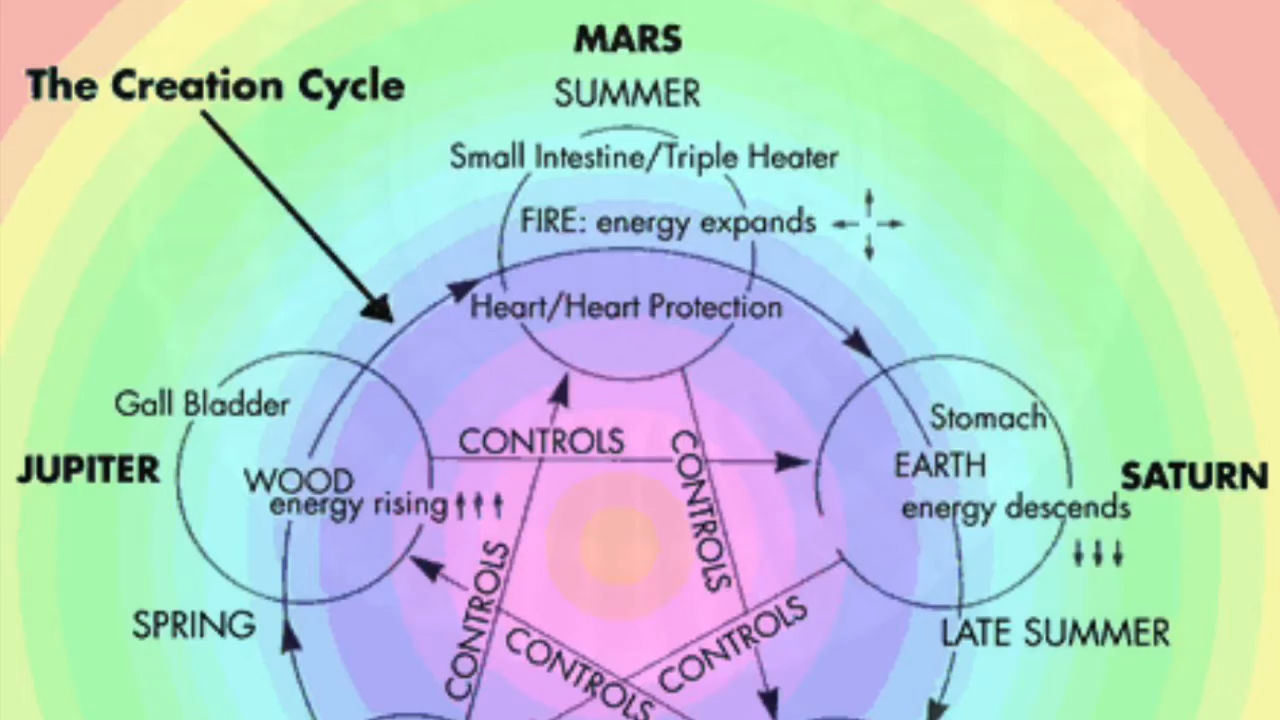 MARS
The Creation Cycle
SUMMER
Small Intestine/Triple Heater
FIRE: energy expands
Heart/Heart Protection
Gall Bladder
JUPITER
WOOD
energy rising
SPRING
CONTROLS
CONTROLS
CONTROLS
CONTROLS
CONTROLS
Stomach
EARTH
SATURN
energy descends
LATE SUMMER